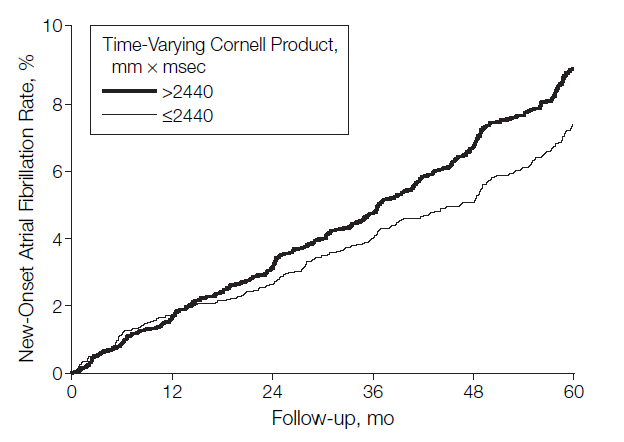 10
Time-Varying Cornell Product,
mm × msec
>2440
≤2440
8
6
4
2
0
New-Onset Atrial Fibrillation Rate, %
0 12 24 36 48 60
Follow-up, mo